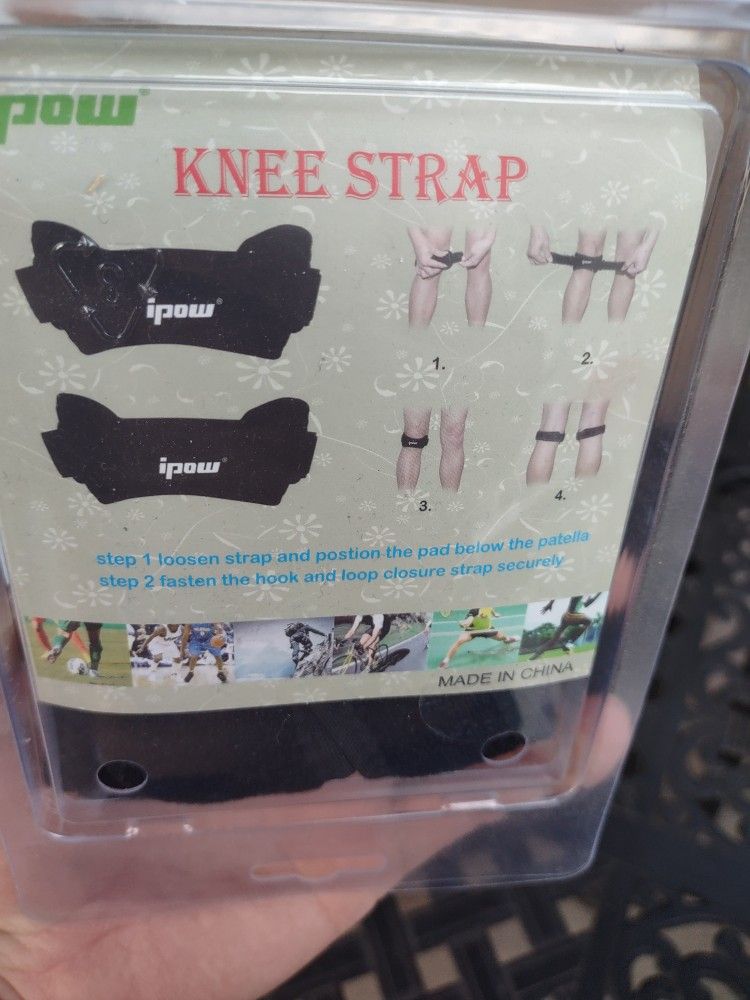 ipow®
KNEE STRAP
ipow®
1.
2.
ipow®
3.
4.
step 1 loosen strap and postion the pad below the patella
step 2 fasten the hook and loop closure strap securely
MADE IN CHINA